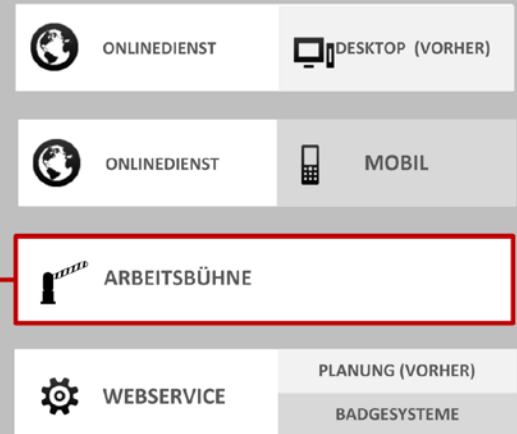 ONLINEDIENST
DESKTOP (VORHER)
ONLINEDIENST
MOBIL
ARBEITSBÜHNE
WEBSERVICE
PLANUNG (VORHER)
BADGESYSTEME